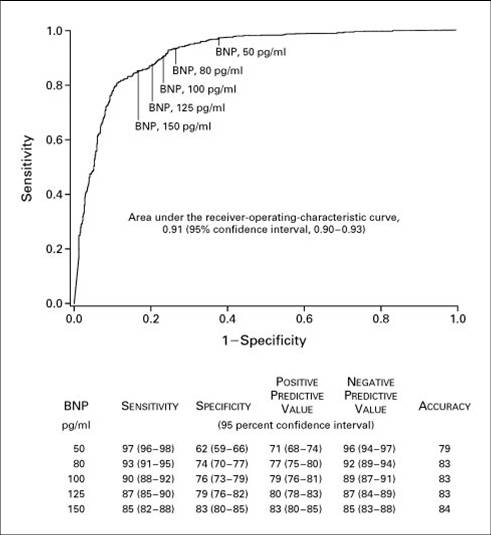 1.0
0.8
0.6
0.4
0.2
0.0
Sensitivity
BNP, 50 pg/ml
BNP, 80 pg/ml
BNP, 100 pg/ml
BNP, 125 pg/ml
BNP, 150 pg/ml
Area under the receiver-operating-characteristic curve,
0.91 (95% confidence interval, 0.90–0.93)
0.0 0.2 0.4 0.6 0.8 1.0
1–Specificity
BNP SENSITIVITY SPECIFICITY POSITIVE PREDICTIVE VALUE NEGATIVE PREDICTIVE VALUE ACCURACY
pg/ml (95 percent confidence interval)
50 97 (96–98) 62 (59–66) 71 (68–74) 96 (94–97) 79
80 93 (91–95) 74 (70–77) 77 (75–80) 92 (89–94) 83
100 90 (88–92) 76 (73–79) 79 (76–81) 89 (87–91) 83
125 87 (85–90) 79 (76–82) 80 (78–83) 87 (84–89) 83
150 85 (82–88) 83 (80–85) 83 (80–85) 85 (83–88) 84